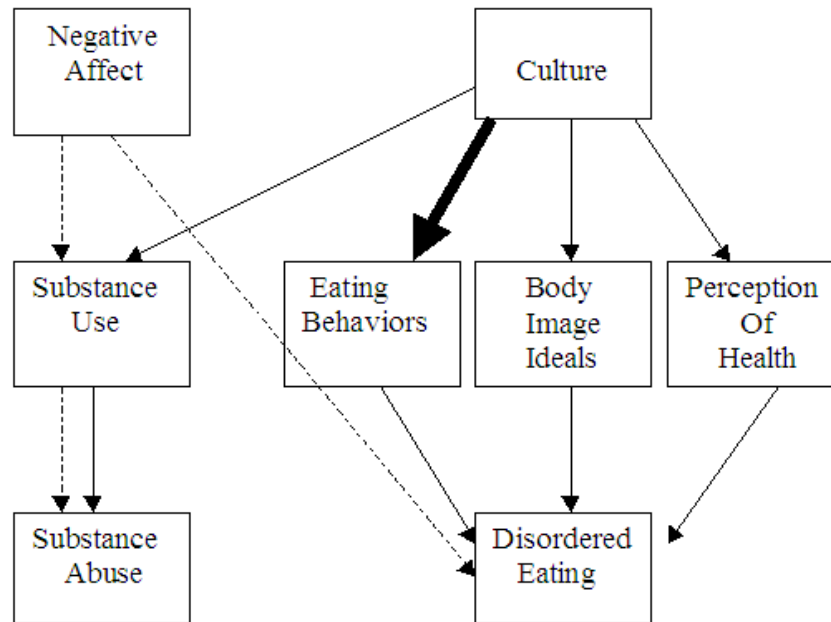 Negative
Affect
Culture
Substance
Use
Eating
Behaviors
Body
Image
Ideals
Perception
Of
Health
Substance
Abuse
Disordered
Eating